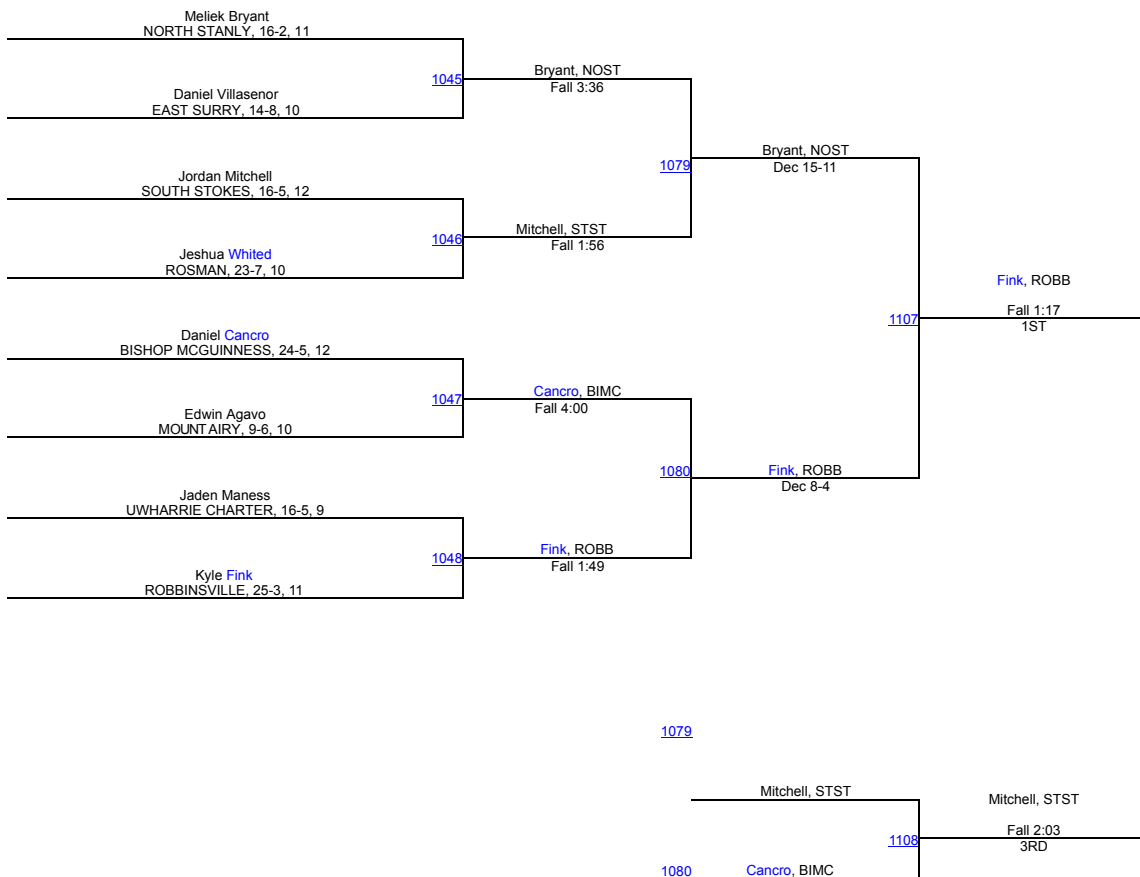 Meliek Bryant
NORTH STANLY, 16-2, 11
1045
Bryant, NOST
Fall 3:36
Daniel Villasenor
EAST SURRY, 14-8, 10
1079
Bryant, NOST
Dec 15-11
Jordan Mitchell
SOUTH STOKES, 16-5, 12
1046
Mitchell, STST
Fall 1:56
Jeshua Whited
ROSMAN, 23-7, 10
1107
Fink, ROBB
Fall 1:17
1ST
Daniel Cancro
BISHOP MCGUINNESS, 24-5, 12
1047
Cancro, BIMC
Fall 4:00
Edwin Agavo
MOUNT AIRY, 9-6, 10
1080
Fink, ROBB
Dec 8-4
Jaden Maness
UWHARRIE CHARTER, 16-5, 9
1048
Fink, ROBB
Fall 1:49
Kyle Fink
ROBBINSVILLE, 25-3, 11
1079
Mitchell, STST
1108
Mitchell, STST
Fall 2:03
3RD
1080
Cancro, BIMC